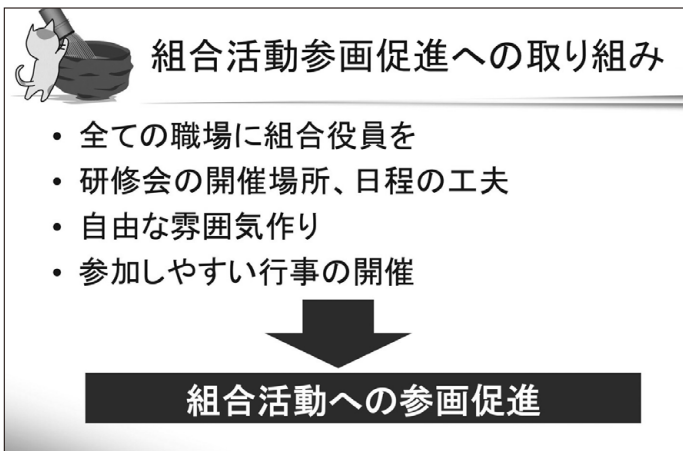 組合活動参画促進への取り組み
• 全ての職場に組合役員を
• 研修会の開催場所、日程の工夫
• 自由な雰囲気作り
• 参加しやすい行事の開催
組合活動への参画促進